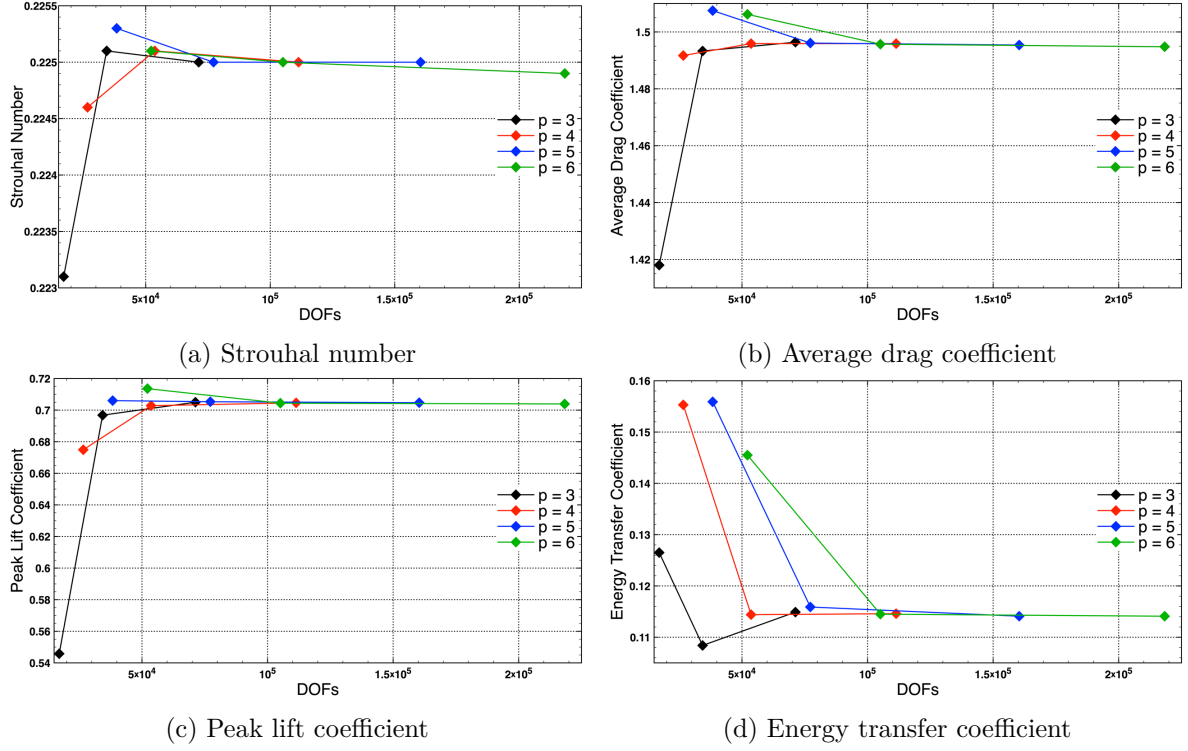 0.2255
0.225
0.2245
0.224
0.2235
0.223
Strouhal Number
p = 3
p = 4
p = 5
p = 6
5×10⁴
10⁵
1.5×10⁵
2×10⁵
DOFs
(a) Strouhal number
1.5
1.48
1.46
1.44
1.42
Average Drag Coefficient
p = 3
p = 4
p = 5
p = 6
5×10⁴
10⁵
1.5×10⁵
2×10⁵
DOFs
(b) Average drag coefficient
0.72
0.7
0.68
0.66
0.64
0.62
0.6
0.58
0.56
0.54
Peak Lift Coefficient
p = 3
p = 4
p = 5
p = 6
5×10⁴
10⁵
1.5×10⁵
2×10⁵
DOFs
(c) Peak lift coefficient
0.16
0.15
0.14
0.13
0.12
0.11
Energy Transfer Coefficient
p = 3
p = 4
p = 5
p = 6
5×10⁴
10⁵
1.5×10⁵
2×10⁵
DOFs
(d) Energy transfer coefficient